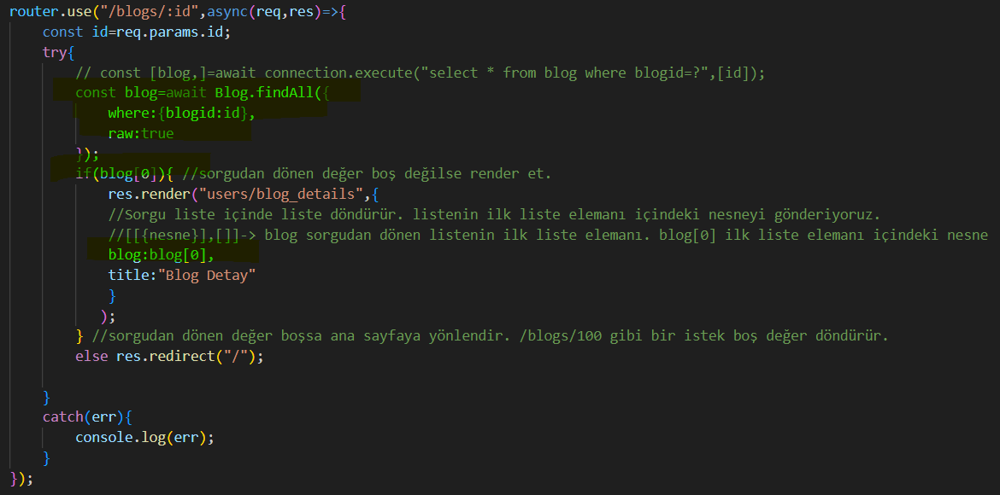 router.use("/blogs/:id",async(req,res)=>{
const id=req.params.id;
try{
// const [blog,]=await connection.execute("select * from blog where blogid=?",[id]);
const blog=await Blog.findAll({
where:{blogid:id},
raw:true
});
if(blog[0]){ //sorgudan dönen değer boş değilse render et.
res.render("users/blog_details",{
//Sorgu liste içinde liste döndürür. listenin ilk liste elemanı içindeki nesneyi gönderiyoruz.
//[[{nesne}],[]]-> blog sorgudan dönen listenin ilk liste elemanı. blog[0] ilk liste elemanı içindeki nesne
blog:blog[0],
title:"Blog Detay"
}
);
} //sorgudan dönen değer boşsa ana sayfaya yönlendir. /blogs/100 gibi bir istek boş değer döndürür.
else res.redirect("/");
}
catch(err){
console.log(err);
}
});